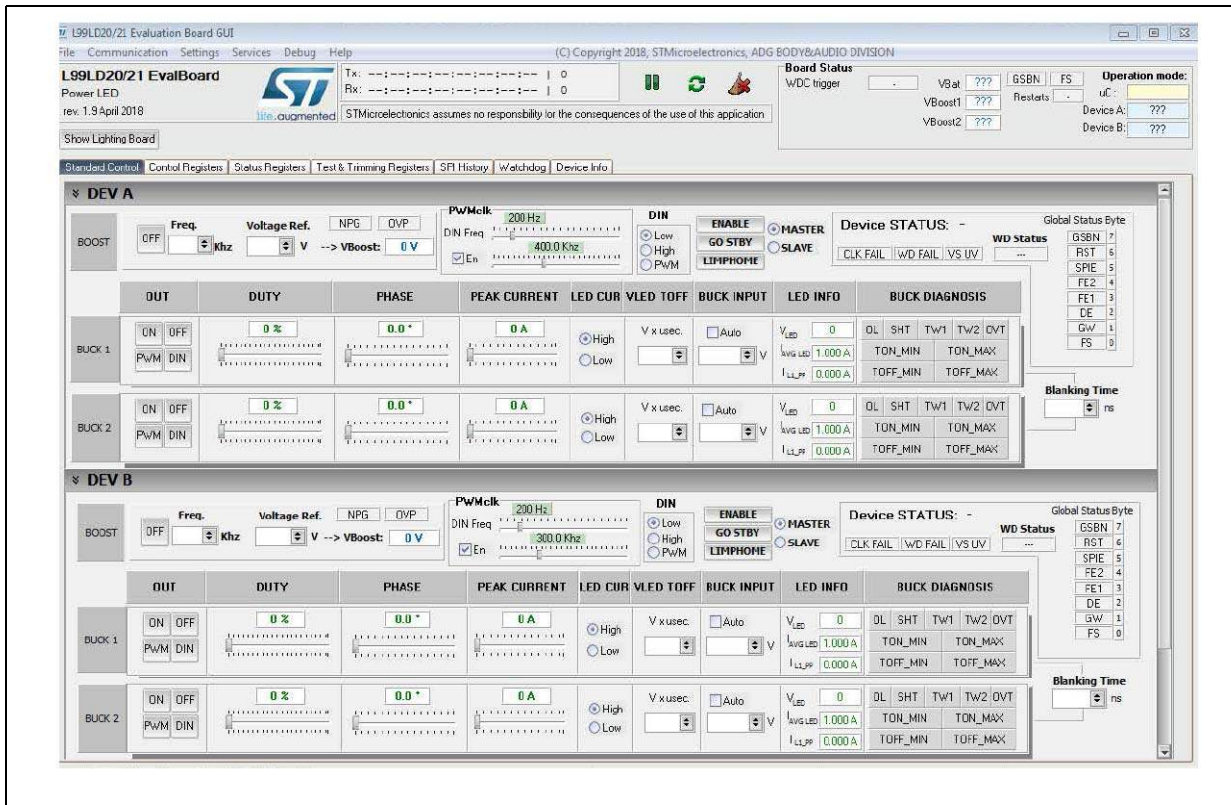 L99LD20/21 Evaluation Board GUI
File Communication Settings Services Debug Help (C) Copyright 2018, STMicroelectronics, ADG BODY&AUDIO DIVISION
L99LD20/21 EvalBoard
Power LED
rev. 1.9 April 2018
life.augmented
Tx: --:--:--:--:--:--:-- | 0
Rx: --:--:--:--:--:--:-- | 0
STMicroelectronics assumes no responsbility for the consequences of the use of this application
Board Status
WDC trigger -
VBat ???
VBoost1 ???
VBoost2 ???
GSBN FS
Restarts -
Operation mode:
uC:
Device A: ???
Device B: ???
Show Lighting Board
Standard Control Control Registers Status Registers Test & Trimming Registers SPI History Watchdog Device Info
DEV A
BOOST OFF
Freq. Khz
Voltage Ref. V
NPG OVP
--> VBoost: 0 V
PWMclk
200 Hz
DIN Freq
400.0 Khz
En
DIN
Low
High
PWM
ENABLE
GO STBY
LIMPHOME
MASTER
SLAVE
Device STATUS: -
CLK FAIL WD FAIL VS UV
WD Status
---
Global Status Byte
GSBN 7
RST 6
SPIE 5
FE2 4
FE1 3
DE 2
GW 1
FS 0
OUT DUTY PHASE PEAK CURRENT LED CUR VLED TOFF BUCK INPUT LED INFO BUCK DIAGNOSIS
BUCK 1
ON OFF
PWM DIN
0 %
0.0 °
0 A
High
Low
V x usec.
Auto
V
VLED 0
IAVG LED 1.000 A
I L1_PP 0.000 A
OL SHT TW1 TW2 OVT
TON_MIN TON_MAX
TOFF_MIN TOFF_MAX
Blanking Time
ns
BUCK 2
ON OFF
PWM DIN
0 %
0.0 °
0 A
High
Low
V x usec.
Auto
V
VLED 0
IAVG LED 1.000 A
I L1_PP 0.000 A
OL SHT TW1 TW2 OVT
TON_MIN TON_MAX
TOFF_MIN TOFF_MAX
DEV B
BOOST OFF
Freq. Khz
Voltage Ref. V
NPG OVP
--> VBoost: 0 V
PWMclk
200 Hz
DIN Freq
300.0 Khz
En
DIN
Low
High
PWM
ENABLE
GO STBY
LIMPHOME
MASTER
SLAVE
Device STATUS: -
CLK FAIL WD FAIL VS UV
WD Status
---
Global Status Byte
GSBN 7
RST 6
SPIE 5
FE2 4
FE1 3
DE 2
GW 1
FS 0
OUT DUTY PHASE PEAK CURRENT LED CUR VLED TOFF BUCK INPUT LED INFO BUCK DIAGNOSIS
BUCK 1
ON OFF
PWM DIN
0 %
0.0 °
0 A
High
Low
V x usec.
Auto
V
VLED 0
IAVG LED 1.000 A
I L1_PP 0.000 A
OL SHT TW1 TW2 OVT
TON_MIN TON_MAX
TOFF_MIN TOFF_MAX
Blanking Time
ns
BUCK 2
ON OFF
PWM DIN
0 %
0.0 °
0 A
High
Low
V x usec.
Auto
V
VLED 0
IAVG LED 1.000 A
I L1_PP 0.000 A
OL SHT TW1 TW2 OVT
TON_MIN TON_MAX
TOFF_MIN TOFF_MAX